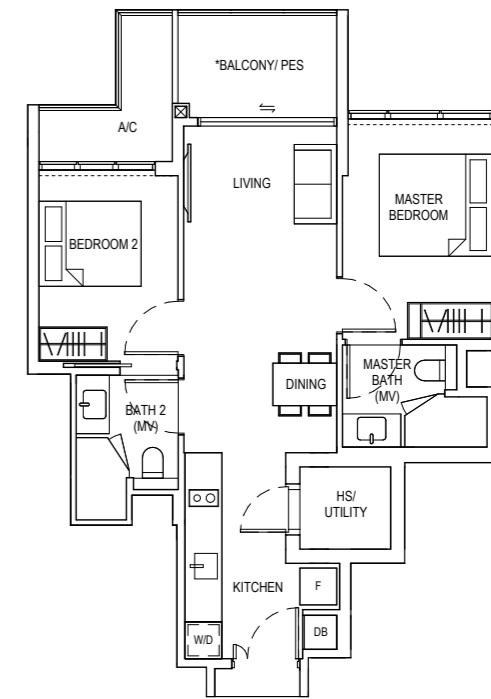 *BALCONY/ PES
A/C
LIVING
MASTER
BEDROOM
BEDROOM 2
DINING
MASTER
BATH
(MV)
BATH 2
(MV)
HS/
UTILITY
KITCHEN
F
W/D
DB